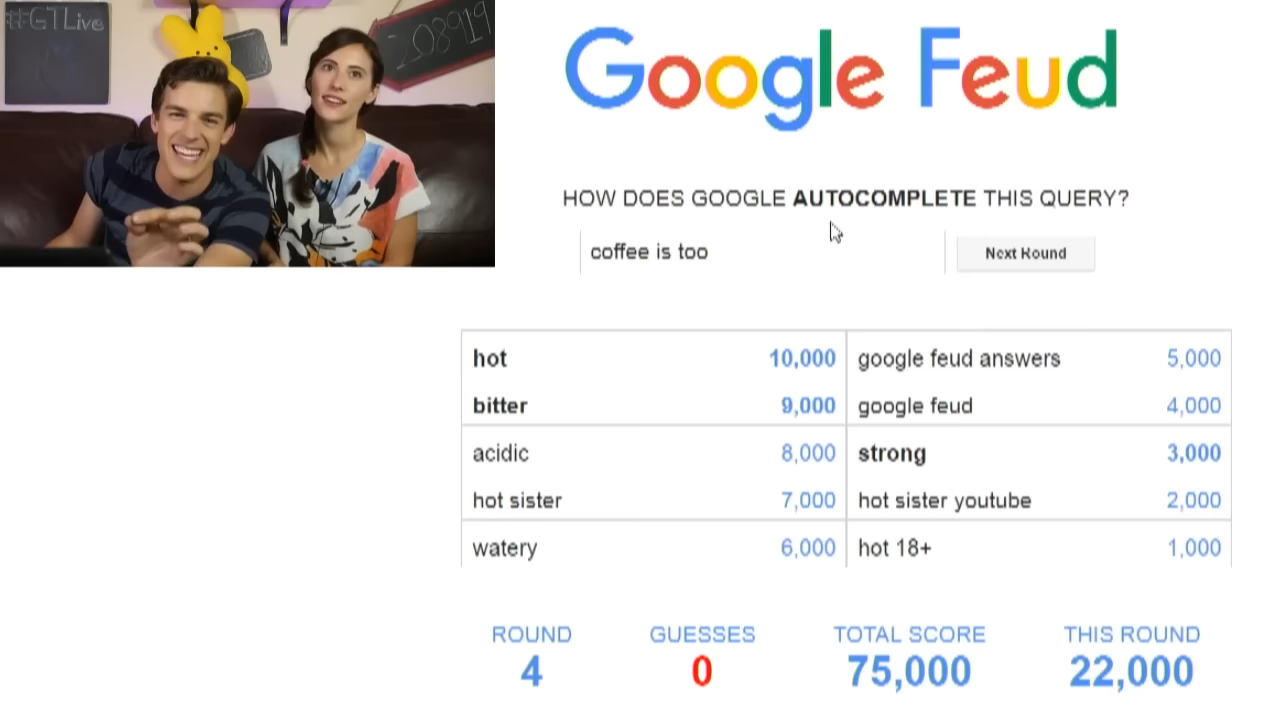 #GTLive
208919
Google Feud
HOW DOES GOOGLE AUTOCOMPLETE THIS QUERY?
coffee is too
Next Round
hot 10,000
bitter 9,000
acidic 8,000
hot sister 7,000
watery 6,000
google feud answers 5,000
google feud 4,000
strong 3,000
hot sister youtube 2,000
hot 18+ 1,000
ROUND GUESSES TOTAL SCORE THIS ROUND
4 0 75,000 22,000